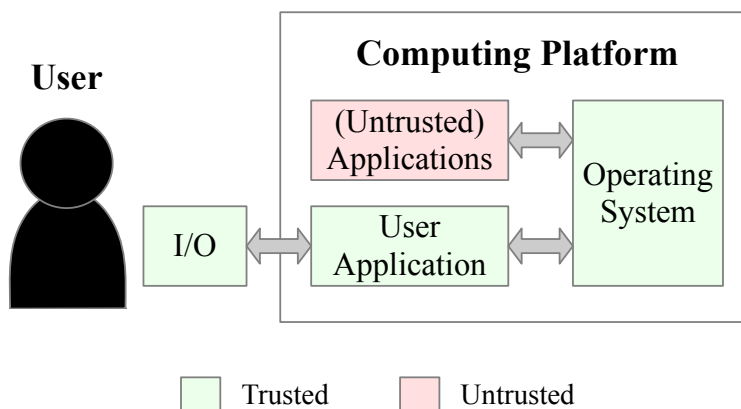 Computing Platform
User
(Untrusted)
Applications
Operating
System
I/O
User
Application
Trusted
Untrusted